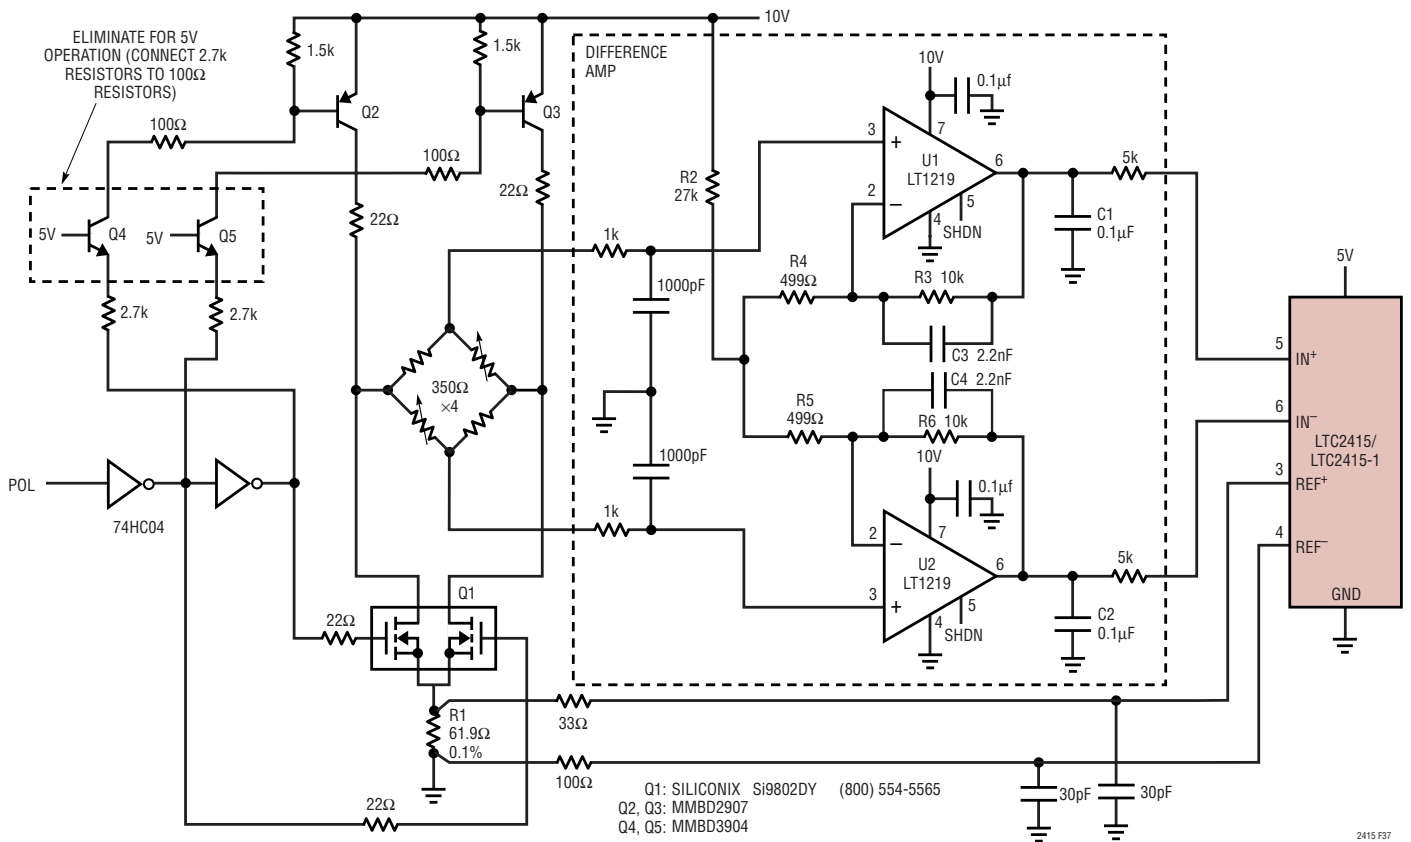 10V
ELIMINATE FOR 5V
OPERATION (CONNECT 2.7k
RESISTORS TO 100Ω
RESISTORS)
1.5k
1.5k
DIFFERENCE
AMP
Q2
Q3
10V
0.1µf
100Ω
100Ω
22Ω
22Ω
5V
Q4
5V
Q5
2.7k
2.7k
R2
27k
1k
1000pF
350Ω
×4
1000pF
1k
3
+
2
–
7
U1
LT1219
6
5
4
SHDN
5k
C1
0.1µF
R4
499Ω
R3 10k
C3 2.2nF
C4 2.2nF
R5
499Ω
R6 10k
10V
0.1µf
2
–
3
+
7
U2
LT1219
6
5
4
SHDN
5k
C2
0.1µF
5V
5
IN+
6
IN–
LTC2415/
LTC2415-1
3
REF+
4
REF–
GND
POL
74HC04
Q1
22Ω
R1
61.9Ω
0.1%
33Ω
100Ω
22Ω
30pF
30pF
Q1: SILICONIX Si9802DY (800) 554-5565
Q2, Q3: MMBD2907
Q4, Q5: MMBD3904
2415 F37